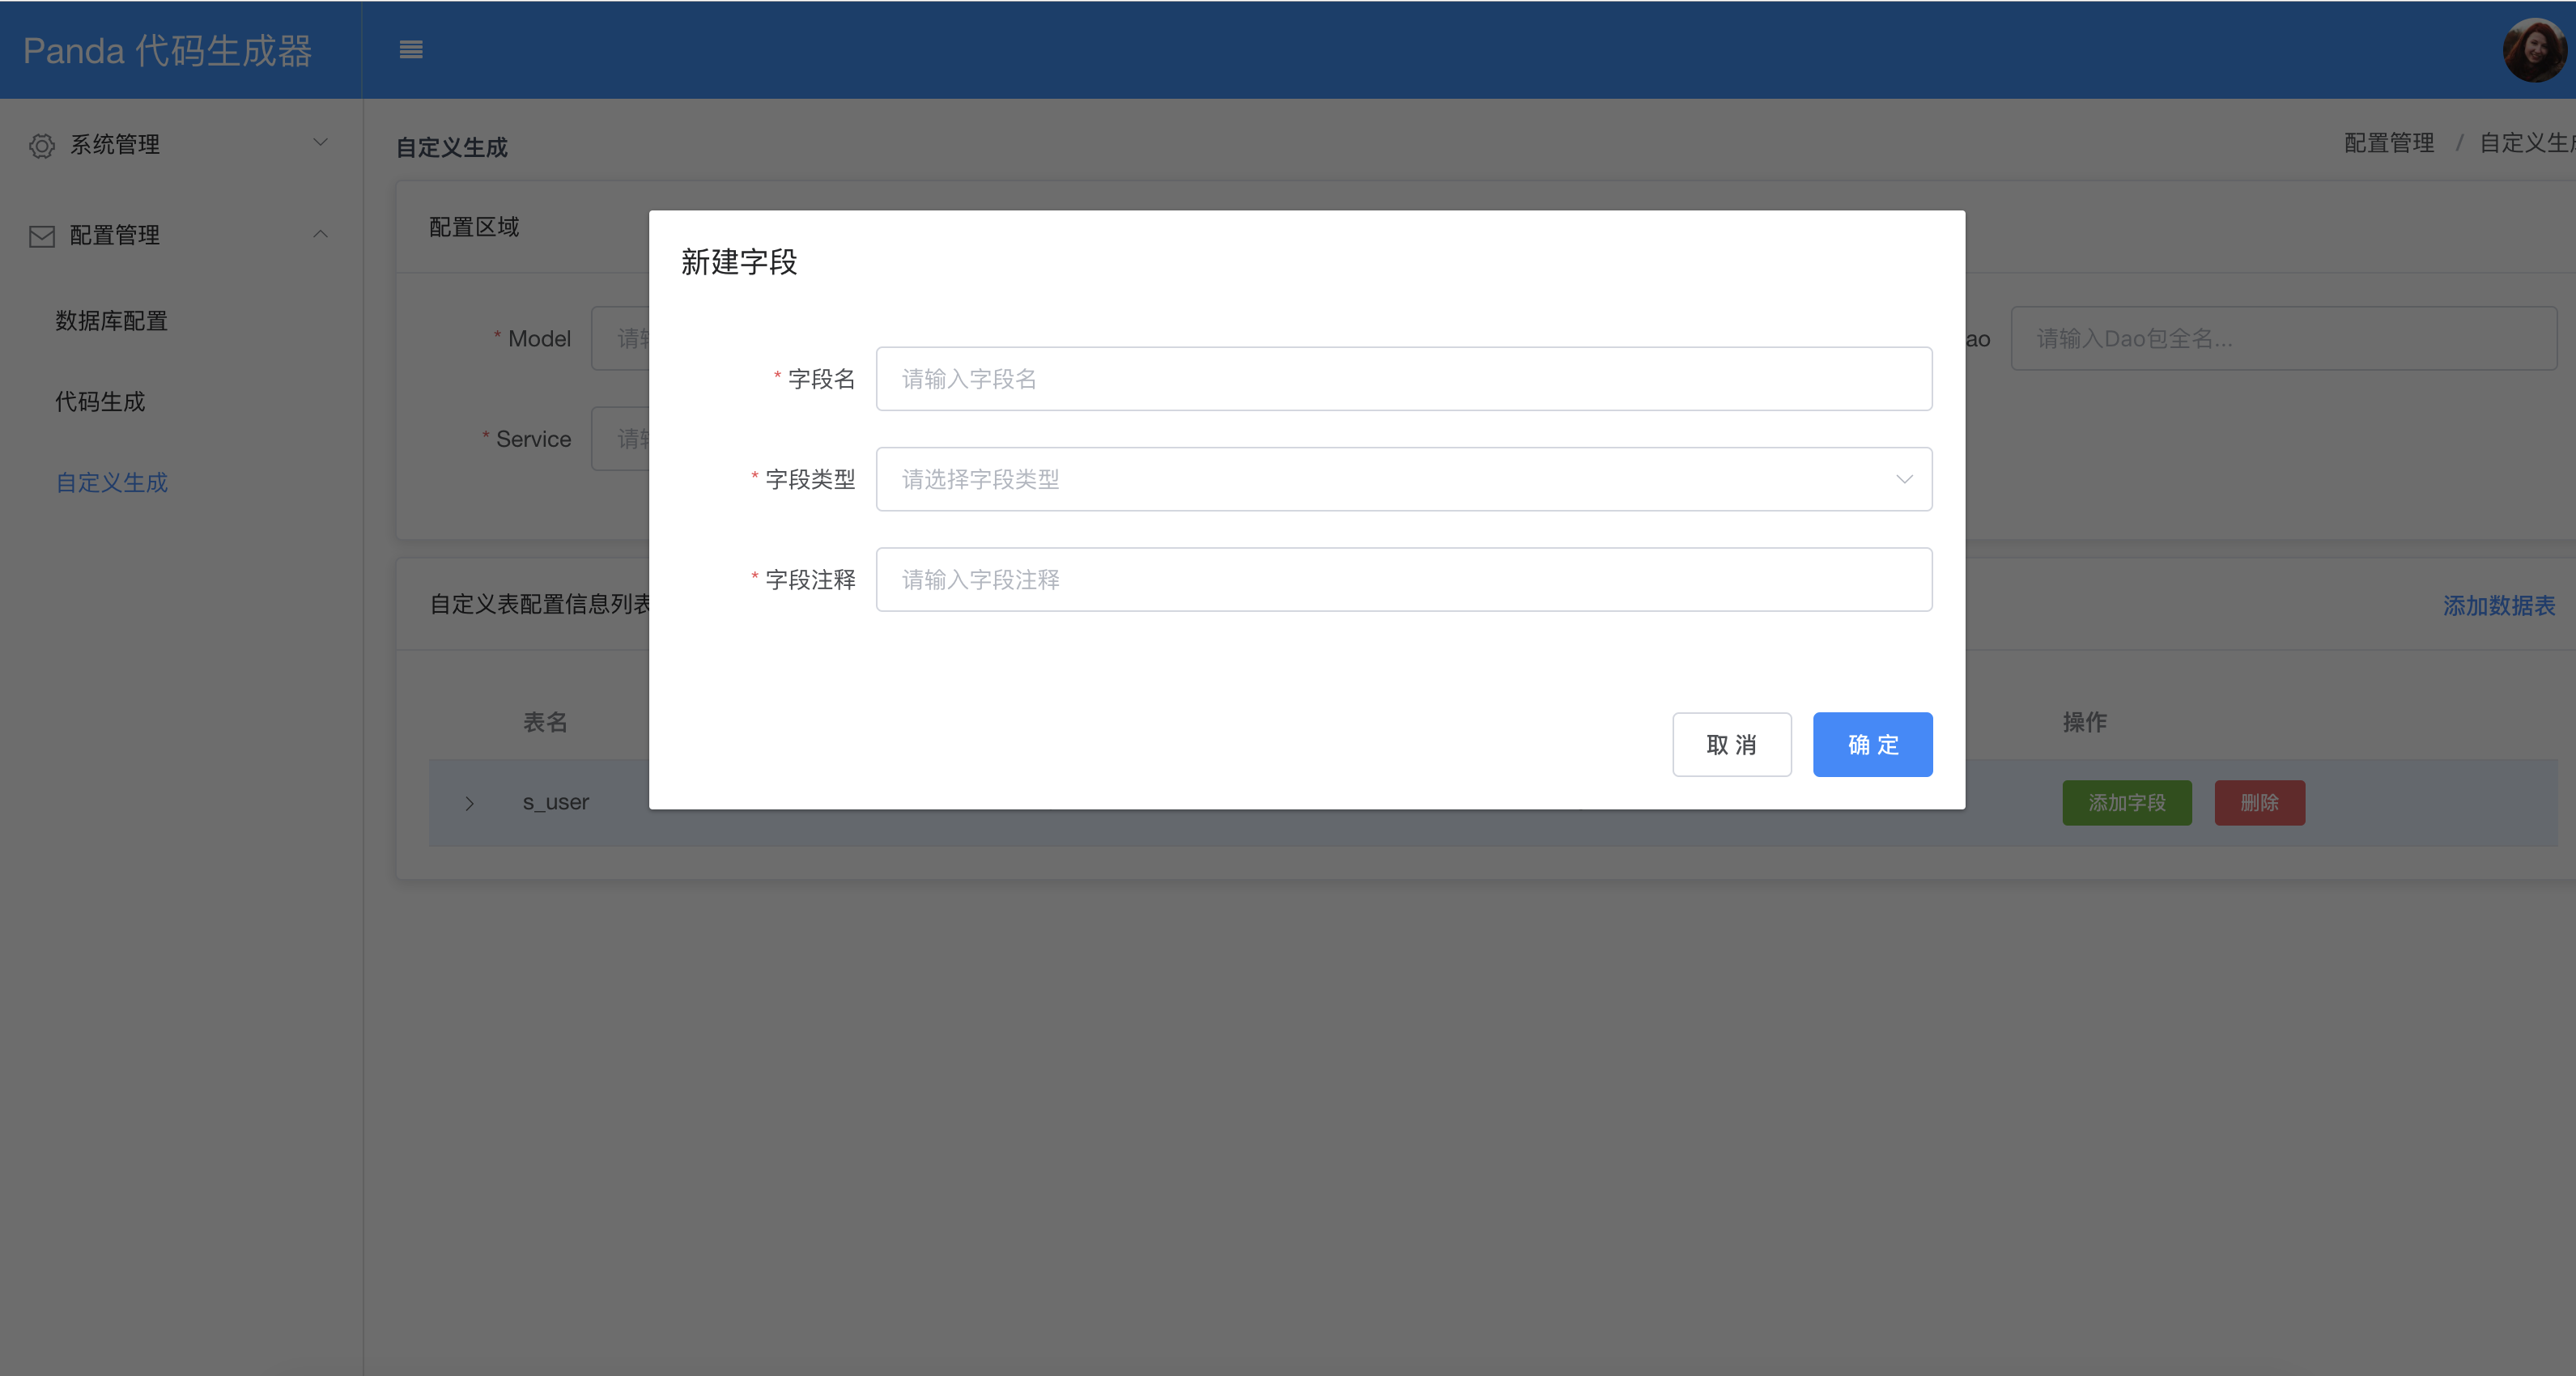 Panda 代码生成器
系统管理
自定义生成
配置管理 / 自定义生
配置管理
配置区域
新建字段
数据库配置
* Model
请
ao
请输入Dao包全名...
* 字段名
请输入字段名
代码生成
* Service
请
* 字段类型
请选择字段类型
自定义生成
* 字段注释
请输入字段注释
自定义表配置信息列表
添加数据表
表名
操作
取 消
确 定
s_user
添加字段
删除